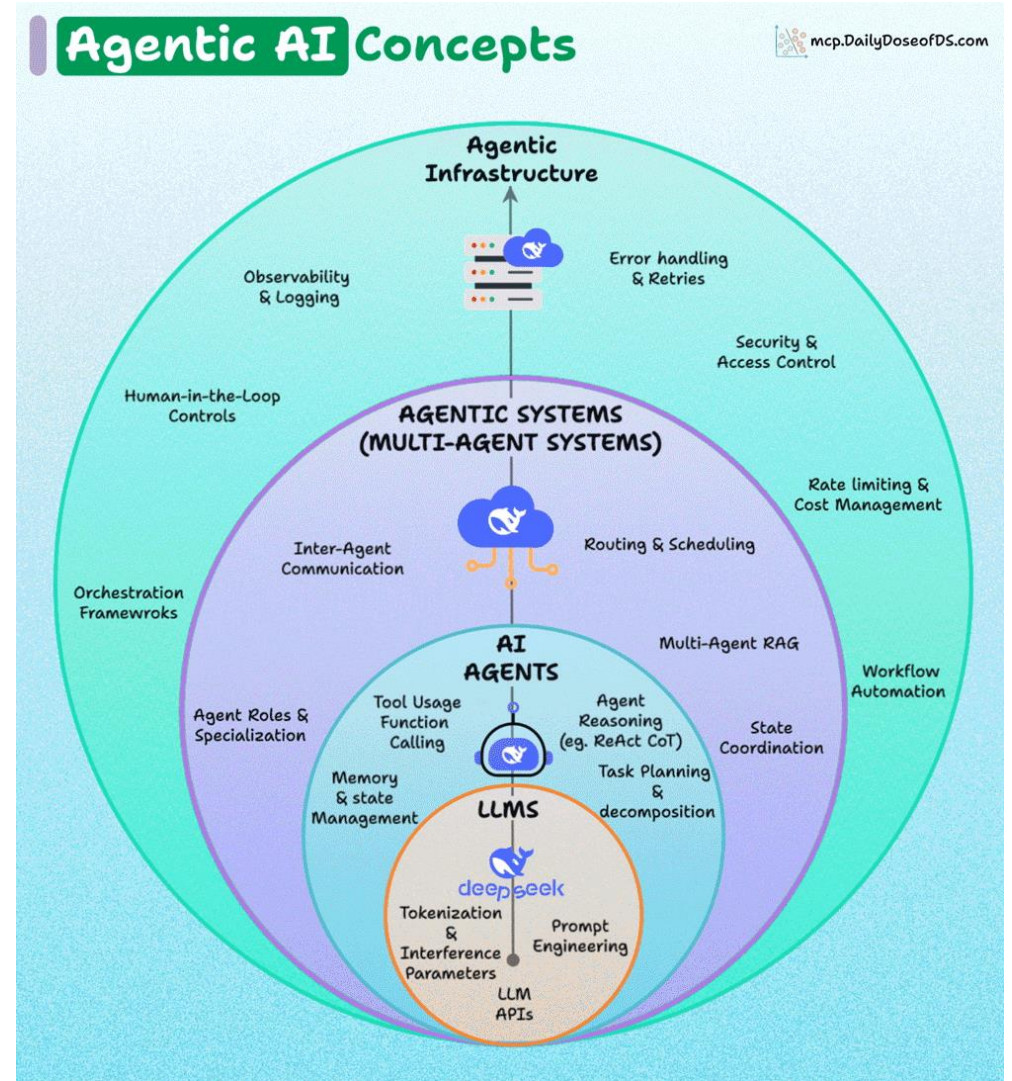 Agentic AI Concepts
mcp.DailyDoseofDS.com
Agentic
Infrastructure
Observability
& Logging
Error handling
& Retries
Security &
Access Control
Human-in-the-Loop
Controls
AGENTIC SYSTEMS
(MULTI-AGENT SYSTEMS)
Rate limiting &
Cost Management
Inter-Agent
Communication
Routing & Scheduling
Orchestration
Framewroks
AI
AGENTS
Multi-Agent RAG
Workflow
Automation
Agent Roles &
Specialization
Tool Usage
Function
Calling
Agent
Reasoning
(eg. ReAct CoT)
State
Coordination
Memory
& state
Management
Task Planning
&
decomposition
LLMS
deepseek
Tokenization
&
Interference
Parameters
Prompt
Engineering
LLM
APIs